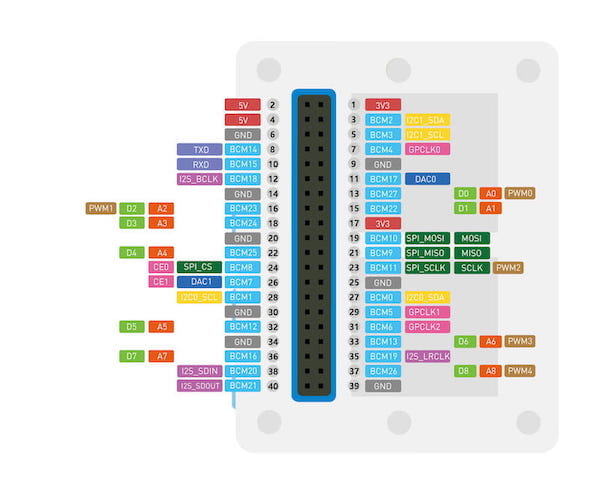 5V 2 1 3V3
5V 4 3 BCM2 I2C1_SDA
GND 6 5 BCM3 I2C1_SCL
TXD BCM14 8 7 BCM4 GPCLK0
RXD BCM15 10 9 GND
I2S_BCLK BCM18 12 11 BCM17 DAC0
GND 14 13 BCM27 D0 A0 PWM0
PWM1 D2 A2 BCM23 16 15 BCM22 D1 A1
D3 A3 BCM24 18 17 3V3
GND 20 19 BCM10 SPI_MOSI MOSI
D4 A4 BCM25 22 21 BCM9 SPI_MISO MISO
CE0 SPI_CS BCM8 24 23 BCM11 SPI_SCLK SCLK PWM2
CE1 DAC1 BCM7 26 25 GND
I2C0_SCL BCM1 28 27 BCM0 I2C0_SDA
GND 30 29 BCM5 GPCLK1
D5 A5 BCM12 32 31 BCM6 GPCLK2
GND 34 33 BCM13 D6 A6 PWM3
D7 A7 BCM16 36 35 BCM19 I2S_LRCLK
I2S_SDIN BCM20 38 37 BCM26 D8 A8 PWM4
I2S_SDOUT BCM21 40 39 GND